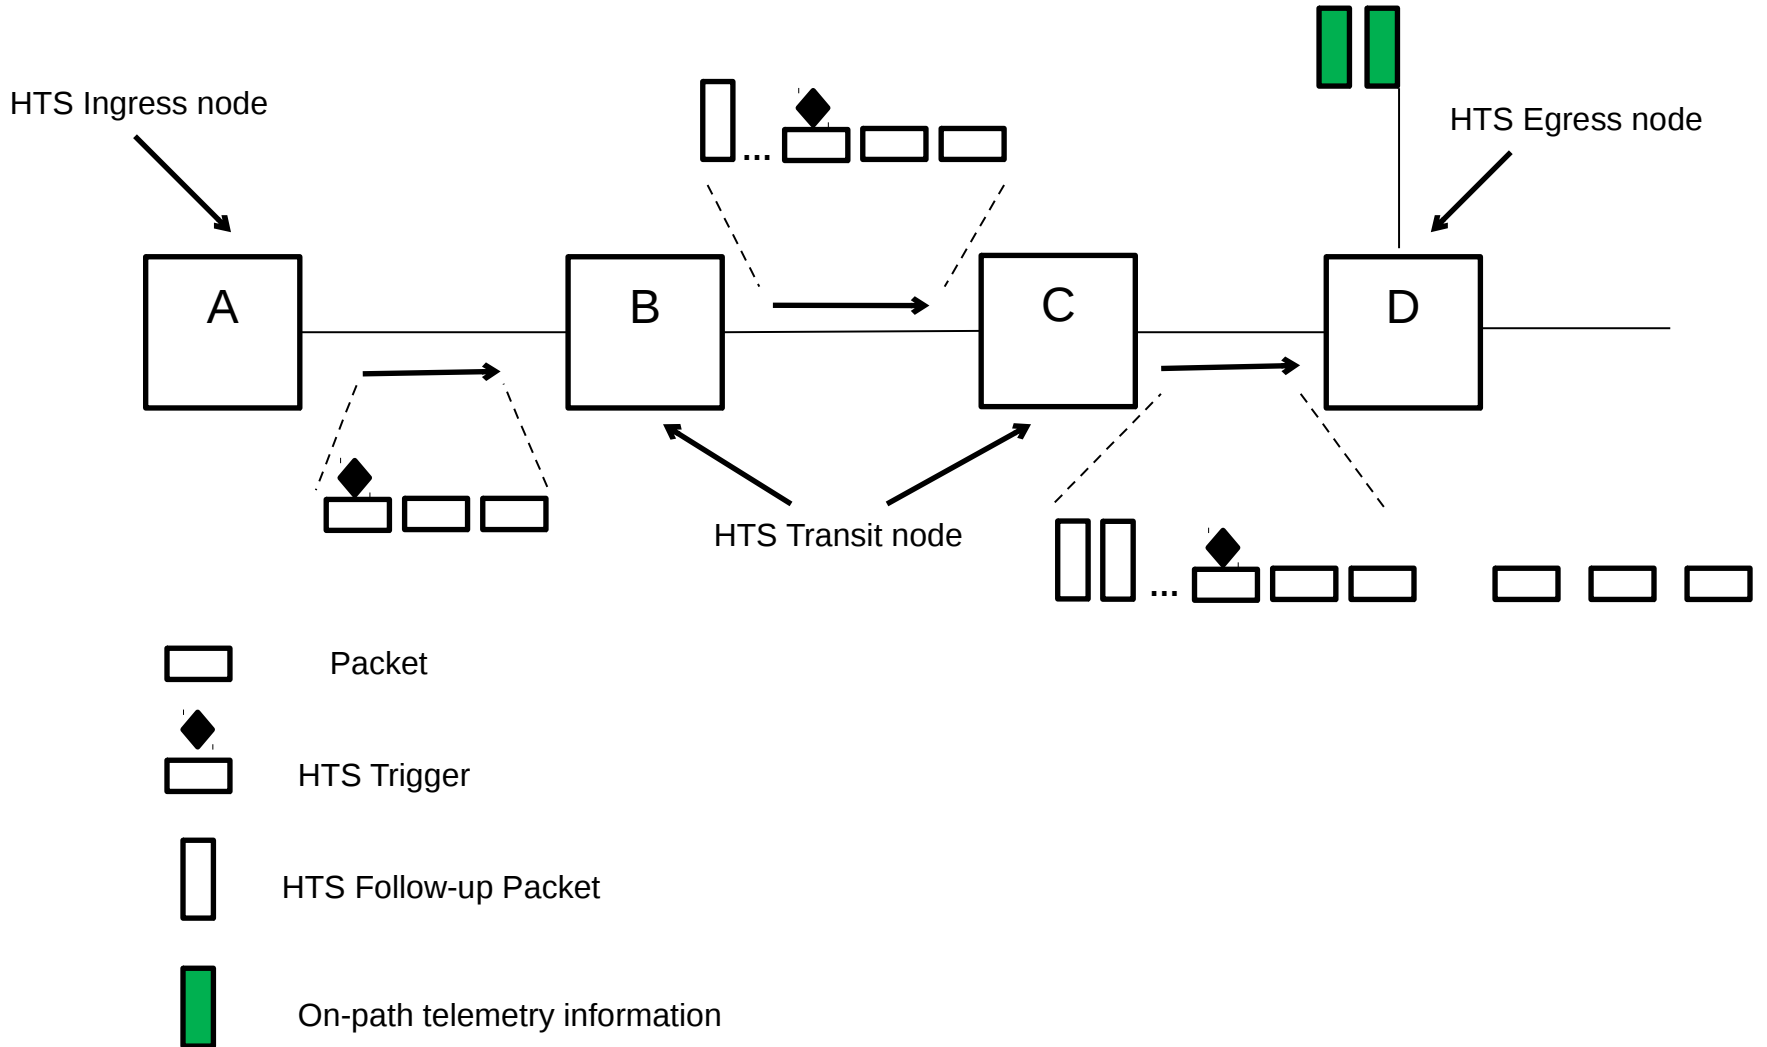 HTS Ingress node
HTS Egress node
...
A
B
C
D
HTS Transit node
...
Packet
HTS Trigger
HTS Follow-up Packet
On-path telemetry information